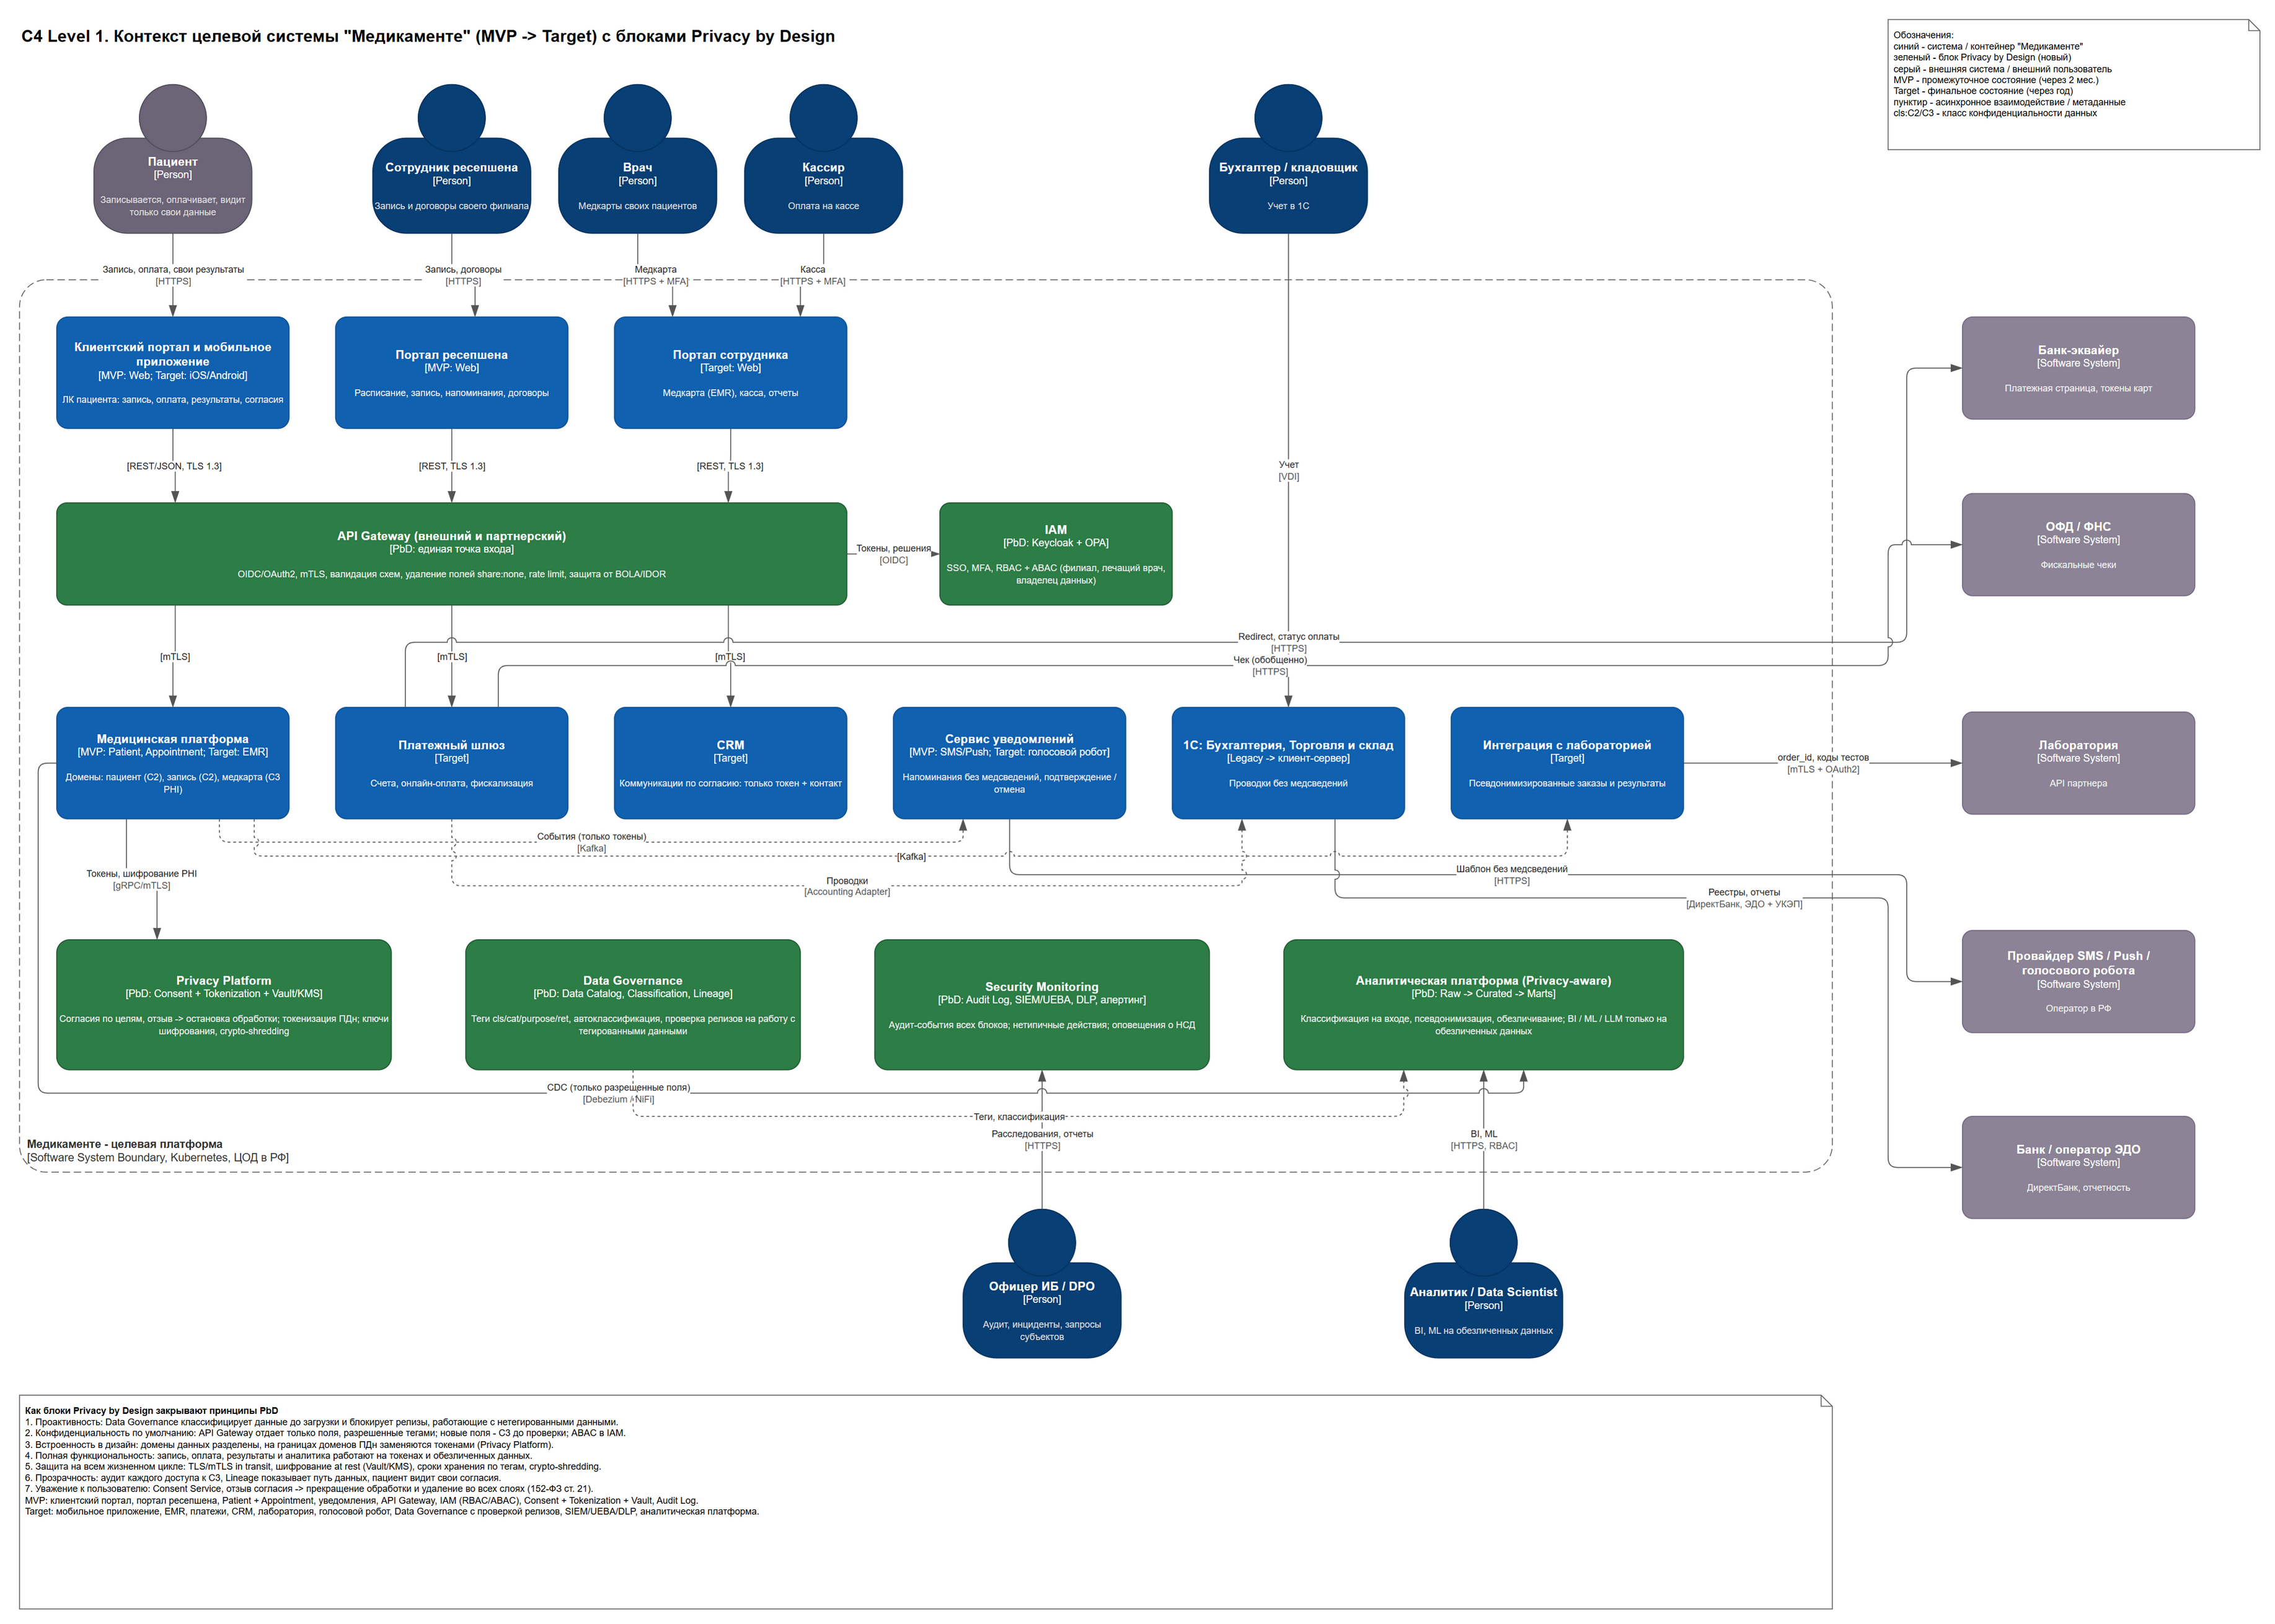 C4 Level 1. Контекст целевой системы "Медикаменте" (MVP -> Target) с блоками Privacy by Design
Обозначения:
синий - система / контейнер "Медикаменте"
зеленый - блок Privacy by Design (новый)
серый - внешняя система / внешний пользователь
MVP - промежуточное состояние (через 2 мес.)
Target - финальное состояние (через год)
пунктир - асинхронное взаимодействие / метаданные
cls:C2/C3 - класс конфиденциальности данных
Пациент
[Person]
Записывается, оплачивает, видит
только свои данные
Сотрудник ресепшена
[Person]
Запись и договоры своего филиала
Врач
[Person]
Медкарты своих пациентов
Кассир
[Person]
Оплата на кассе
Бухгалтер / кладовщик
[Person]
Учет в 1С
Запись, оплата, свои результаты
[HTTPS]
Запись, договоры
[HTTPS]
Медкарта
[HTTPS + MFA]
Касса
[HTTPS + MFA]
Клиентский портал и мобильное
приложение
[MVP: Web; Target: iOS/Android]
ЛК пациента: запись, оплата, результаты, согласия
Портал ресепшена
[MVP: Web]
Расписание, запись, напоминания, договоры
Портал сотрудника
[Target: Web]
Медкарта (EMR), касса, отчеты
Банк-эквайер
[Software System]
Платежная страница, токены карт
[REST/JSON, TLS 1.3]
[REST, TLS 1.3]
[REST, TLS 1.3]
Учет
[VDI]
API Gateway (внешний и партнерский)
[PbD: единая точка входа]
OIDC/OAuth2, mTLS, валидация схем, удаление полей share:none, rate limit, защита от BOLA/IDOR
Токены, решения
[OIDC]
IAM
[PbD: Keycloak + OPA]
SSO, MFA, RBAC + ABAC (филиал, лечащий врач,
владелец данных)
ОФД / ФНС
[Software System]
Фискальные чеки
Redirect, статус оплаты
[HTTPS]
Чек (обобщенно)
[HTTPS]
[mTLS]
[mTLS]
[mTLS]
Медицинская платформа
[MVP: Patient, Appointment; Target: EMR]
Домены: пациент (C2), запись (C2), медкарта (C3
PHI)
Платежный шлюз
[Target]
Счета, онлайн-оплата, фискализация
CRM
[Target]
Коммуникации по согласию: только токен + контакт
Сервис уведомлений
[MVP: SMS/Push; Target: голосовой робот]
Напоминания без медсведений, подтверждение /
отмена
1С: Бухгалтерия, Торговля и склад
[Legacy -> клиент-сервер]
Проводки без медсведений
Интеграция с лабораторией
[Target]
Псевдонимизированные заказы и результаты
order_id, коды тестов
[mTLS + OAuth2]
Лаборатория
[Software System]
API партнера
События (только токены)
[Kafka]
[Kafka]
Токены, шифрование PHI
[gRPC/mTLS]
Проводки
[Accounting Adapter]
Шаблон без медсведений
[HTTPS]
Реестры, отчеты
[ДиректБанк, ЭДО + УКЭП]
Privacy Platform
[PbD: Consent + Tokenization + Vault/KMS]
Согласия по целям, отзыв -> остановка обработки; токенизация ПДн; ключи
шифрования, crypto-shredding
Data Governance
[PbD: Data Catalog, Classification, Lineage]
Теги cls/cat/purpose/ret, автоклассификация, проверка релизов на работу с
тегированными данными
Security Monitoring
[PbD: Audit Log, SIEM/UEBA, DLP, алертинг]
Аудит-события всех блоков; нетипичные действия; оповещения о НСД
Аналитическая платформа (Privacy-aware)
[PbD: Raw -> Curated -> Marts]
Классификация на входе, псевдонимизация, обезличивание; BI / ML / LLM только на
обезличенных данных
Провайдер SMS / Push /
голосового робота
[Software System]
Оператор в РФ
CDC (только разрешенные поля)
[Debezium / NiFi]
Теги, классификация
Расследования, отчеты
[HTTPS]
BI, ML
[HTTPS, RBAC]
Медикаменте - целевая платформа
[Software System Boundary, Kubernetes, ЦОД в РФ]
Банк / оператор ЭДО
[Software System]
ДиректБанк, отчетность
Офицер ИБ / DPO
[Person]
Аудит, инциденты, запросы
субъектов
Аналитик / Data Scientist
[Person]
BI, ML на обезличенных данных
Как блоки Privacy by Design закрывают принципы PbD
1. Проактивность: Data Governance классифицирует данные до загрузки и блокирует релизы, работающие с нетегированными данными.
2. Конфиденциальность по умолчанию: API Gateway отдает только поля, разрешенные тегами; новые поля - C3 до проверки; ABAC в IAM.
3. Встроенность в дизайн: домены данных разделены, на границах доменов ПДн заменяются токенами (Privacy Platform).
4. Полная функциональность: запись, оплата, результаты и аналитика работают на токенах и обезличенных данных.
5. Защита на всем жизненном цикле: TLS/mTLS in transit, шифрование at rest (Vault/KMS), сроки хранения по тегам, crypto-shredding.
6. Прозрачность: аудит каждого доступа к C3, Lineage показывает путь данных, пациент видит свои согласия.
7. Уважение к пользователю: Consent Service, отзыв согласия -> прекращение обработки и удаление во всех слоях (152-ФЗ ст. 21).
MVP: клиентский портал, портал ресепшена, Patient + Appointment, уведомления, API Gateway, IAM (RBAC/ABAC), Consent + Tokenization + Vault, Audit Log.
Target: мобильное приложение, EMR, платежи, CRM, лаборатория, голосовой робот, Data Governance с проверкой релизов, SIEM/UEBA/DLP, аналитическая платформа.